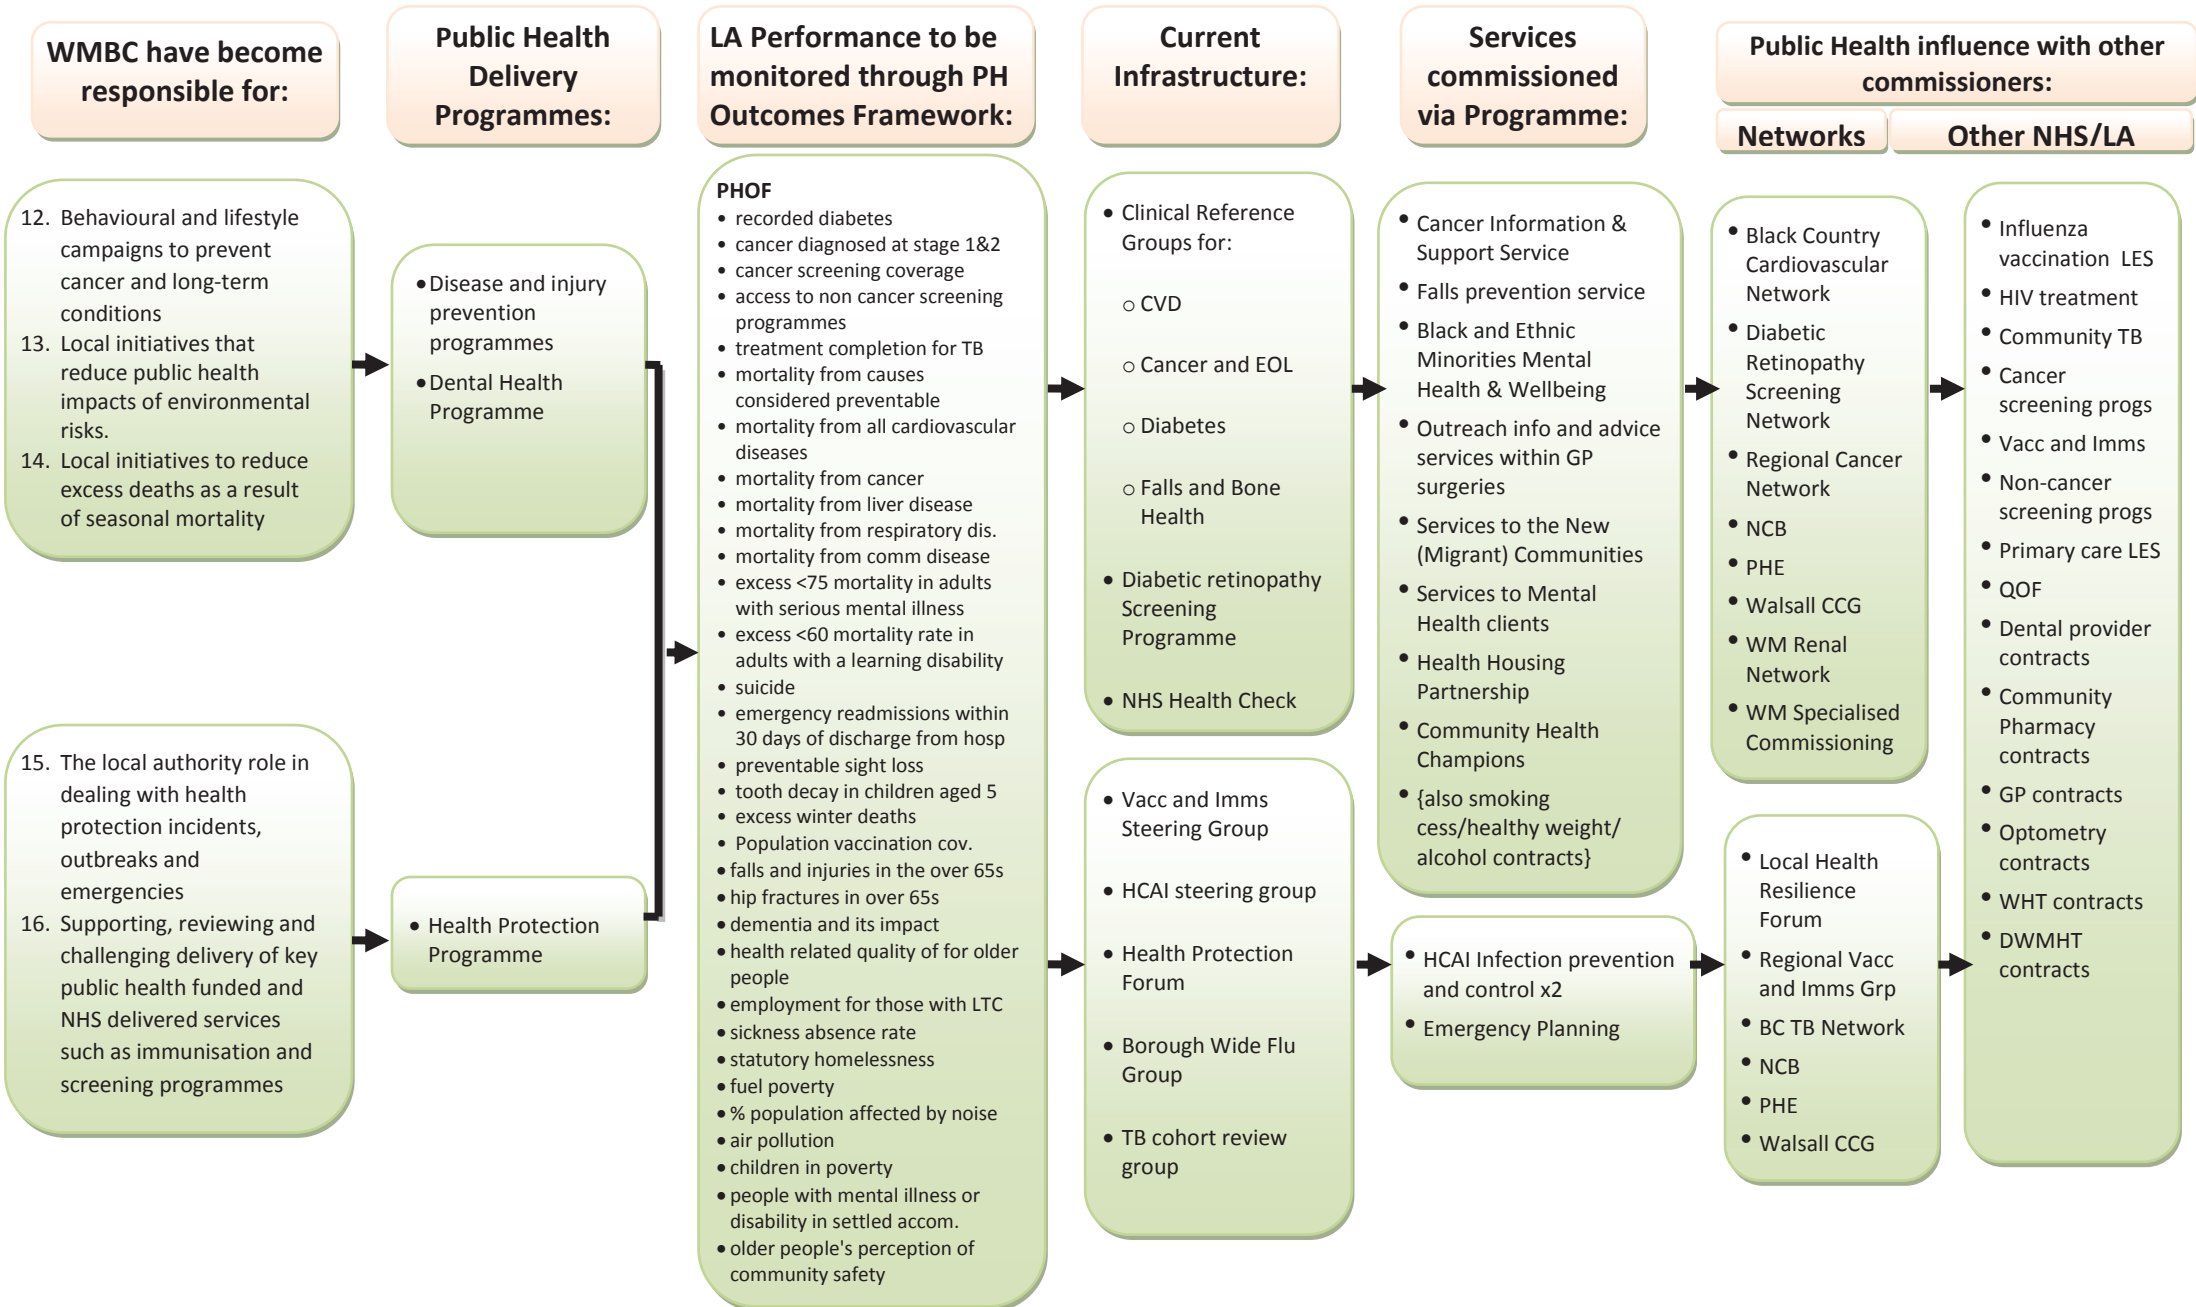 WMBC have become
responsible for:
Public Health
Delivery
Programmes:
LA Performance to be
monitored through PH
Outcomes Framework:
Current
Infrastructure:
Services
commissioned
via Programme:
Public Health influence with other
commissioners:
Networks
Other NHS/LA
12. Behavioural and lifestyle
campaigns to prevent
cancer and long-term
conditions
13. Local initiatives that
reduce public health
impacts of environmental
risks.
14. Local initiatives to reduce
excess deaths as a result
of seasonal mortality
15. The local authority role in
dealing with health
protection incidents,
outbreaks and
emergencies
16. Supporting, reviewing and
challenging delivery of key
public health funded and
NHS delivered services
such as immunisation and
screening programmes
• Disease and injury
prevention
programmes
• Dental Health
Programme
• Health Protection
Programme
PHOF
• recorded diabetes
• cancer diagnosed at stage 1&2
• cancer screening coverage
• access to non cancer screening
programmes
• treatment completion for TB
• mortality from causes
considered preventable
• mortality from all cardiovascular
diseases
• mortality from cancer
• mortality from liver disease
• mortality from respiratory dis.
• mortality from comm disease
• excess <75 mortality in adults
with serious mental illness
• excess <60 mortality rate in
adults with a learning disability
• suicide
• emergency readmissions within
30 days of discharge from hosp
• preventable sight loss
• tooth decay in children aged 5
• excess winter deaths
• Population vaccination cov.
• falls and injuries in the over 65s
• hip fractures in over 65s
• dementia and its impact
• health related quality of for older
people
• employment for those with LTC
• sickness absence rate
• statutory homelessness
• fuel poverty
• % population affected by noise
• air pollution
• children in poverty
• people with mental illness or
disability in settled accom.
• older people's perception of
community safety
• Clinical Reference
Groups for:
o CVD
o Cancer and EOL
o Diabetes
o Falls and Bone
Health
• Diabetic retinopathy
Screening
Programme
• NHS Health Check
• Vacc and Imms
Steering Group
• HCAI steering group
• Health Protection
Forum
• Borough Wide Flu
Group
• TB cohort review
group
• Cancer Information &
Support Service
• Falls prevention service
• Black and Ethnic
Minorities Mental
Health & Wellbeing
• Outreach info and advice
services within GP
surgeries
• Services to the New
(Migrant) Communities
• Services to Mental
Health clients
• Health Housing
Partnership
• Community Health
Champions
• {also smoking
cess/healthy weight/
alcohol contracts}
• HCAI Infection prevention
and control x2
• Emergency Planning
• Black Country
Cardiovascular
Network
• Diabetic
Retinopathy
Screening
Network
• Regional Cancer
Network
• NCB
• PHE
• Walsall CCG
• WM Renal
Network
• WM Specialised
Commissioning
• Local Health
Resilience
Forum
• Regional Vacc
and Imms Grp
• BC TB Network
• NCB
• PHE
• Walsall CCG
• Influenza
vaccination LES
• HIV treatment
• Community TB
• Cancer
screening progs
• Vacc and Imms
• Non-cancer
screening progs
• Primary care LES
• QOF
• Dental provider
contracts
• Community
Pharmacy
contracts
• GP contracts
• Optometry
contracts
• WHT contracts
• DWMHT
contracts